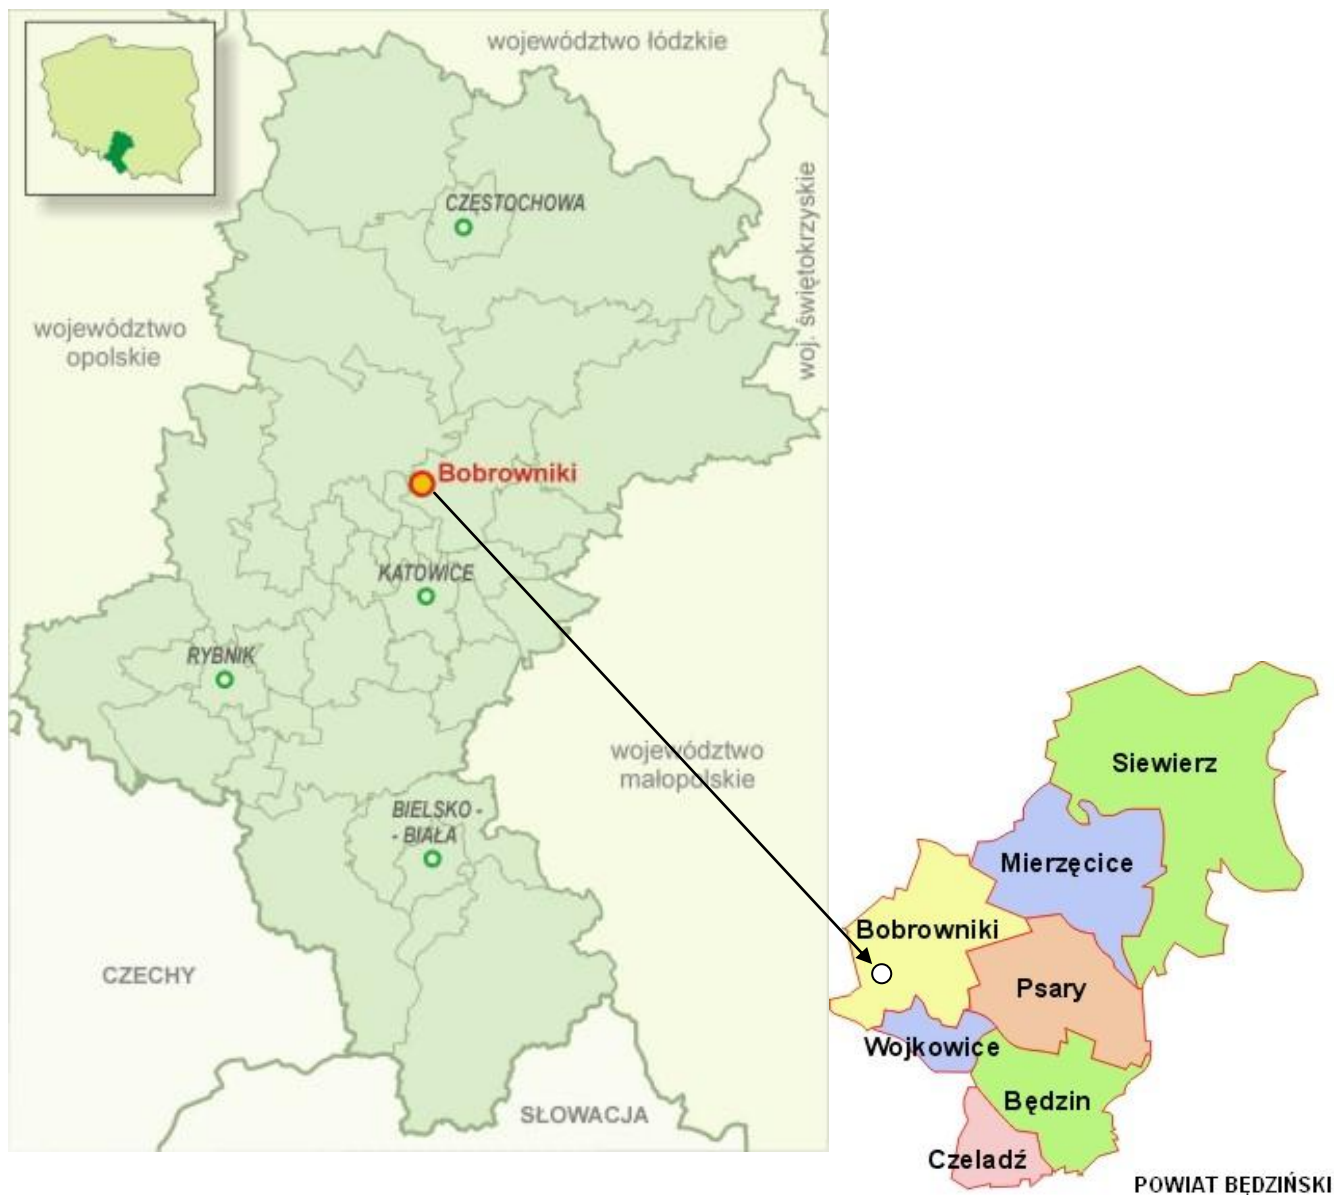 województwo łódzkie
CZĘSTOCHOWA
woj. świętokrzyskie
województwo
opolskie
Bobrowniki
KATOWICE
RYBNIK
województwo
małopolskie
BIELSKO -
- BIAŁA
CZECHY
SŁOWACJA
Siewierz
Mierzęcice
Bobrowniki
Psary
Wojkowice
Będzin
Czeladź
POWIAT BĘDZIŃSKI